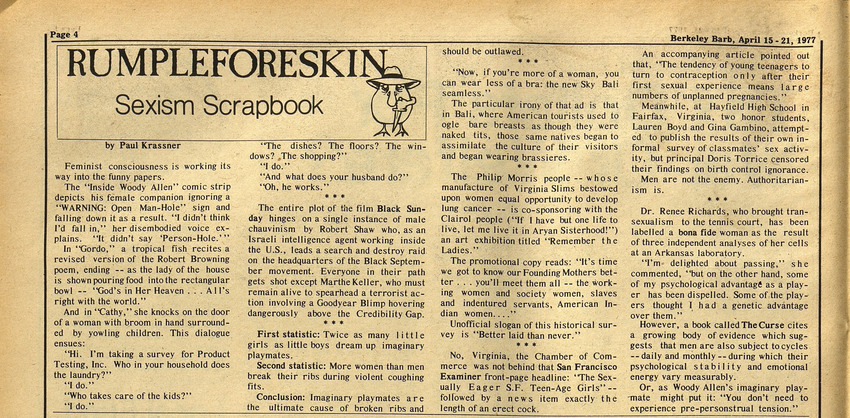 Page 4
Berkeley Barb, April 15 - 21, 1977
RUMPLEFORESKIN
Sexism Scrapbook
by Paul Krassner
Feminist consciousness is working its
way into the funny papers.
The "Inside Woody Allen" comic strip
depicts his female companion ignoring a
"WARNING: Open Man-Hole" sign and
falling down it as a result. "I didn't think
I'd fall in," her disembodied voice ex-
plains. "It didn't say 'Person-Hole.'"
In "Gordo," a tropical fish recites a
revised version of the Robert Browning
poem, ending -- as the lady of the house
is shown pouring food into the rectangular
bowl -- "God's in Her Heaven . . . All's
right with the world."
And in "Cathy," she knocks on the door
of a woman with broom in hand surround-
ed by yowling children. This dialogue
ensues:
"Hi. I'm taking a survey for Product
Testing, Inc. Who in your household does
the laundry?"
"I do."
"Who takes care of the kids?"
"I do."
"The dishes? The floors? The win-
dows? The shopping?"
"I do."
"And what does your husband do?"
"Oh, he works."
* * *
The entire plot of the film Black Sun-
day hinges on a single instance of male
chauvinism by Robert Shaw who, as an
Israeli intelligence agent working inside
the U.S., leads a search and destroy raid
on the headquarters of the Black Septem-
ber movement. Everyone in their path
gets shot except Marthe Keller, who must
remain alive to spearhead a terrorist ac-
tion involving a Goodyear Blimp hovering
dangerously above the Credibility Gap.
* * *
First statistic: Twice as many little
girls as little boys dream up imaginary
playmates.
Second statistic: More women than men
break their ribs during violent coughing
fits.
Conclusion: Imaginary playmates are
the ultimate cause of broken ribs and
should be outlawed.
* * *
"Now, if you're more of a woman, you
can wear less of a bra: the new Sky Bali
seamless."
The particular irony of that ad is that
in Bali, where American tourists used to
ogle bare breasts as though they were
naked tits, those same natives began to
assimilate the culture of their visitors
and began wearing brassieres.
* * *
The Philip Morris people -- whose
manufacture of Virginia Slims bestowed
upon women equal opportunity to develop
lung cancer -- is co-sponsoring with the
Clairol people ("If I have but one life to
live, let me live it in Aryan Sisterhood!")
an art exhibition titled "Remember the
Ladies."
The promotional copy reads: "It's time
we got to know our Founding Mothers bet-
ter . . . you'll meet them all -- the work-
ing women and society women, slaves
and indentured servants, American In-
dian women. . . ."
Unofficial slogan of this historical sur-
vey is "Better laid than never."
* * *
No, Virginia, the Chamber of Com-
merce was not behind that San Francisco
Examiner front-page headline: "The Sex-
ually Eager S.F. Teen-Age Girls" --
followed by a news item exactly the
length of an erect cock.
An accompanying article pointed out
that, "The tendency of young teenagers to
turn to contraception only after their
first sexual experience means large
numbers of unplanned pregnancies."
Meanwhile, at Hayfield High School in
Fairfax, Virginia, two honor students,
Lauren Boyd and Gina Gambino, attempt-
ed to publish the results of their own in-
formal survey of classmates' sex activ-
ity, but principal Doris Torrice censored
their findings on birth control ignorance.
Men are not the enemy. Authoritarian-
ism is.
* * *
Dr. Renee Richards, who brought tran-
sexualism to the tennis court, has been
labelled a bona fide woman as the result
of three independent analyses of her cells
at an Arkansas laboratory.
"I'm delighted about passing," she
commented, "but on the other hand, some
of my psychological advantage as a play-
er has been dispelled. Some of the play-
ers thought I had a genetic advantage
over them."
However, a book called The Curse cites
a growing body of evidence which sug-
gests that men are also subject to cycles
-- daily and monthly -- during which their
psychological stability and emotional
energy vary measurably.
Or, as Woody Allen's imaginary play-
mate might put it: "You don't need to
experience pre-personstrual tension."